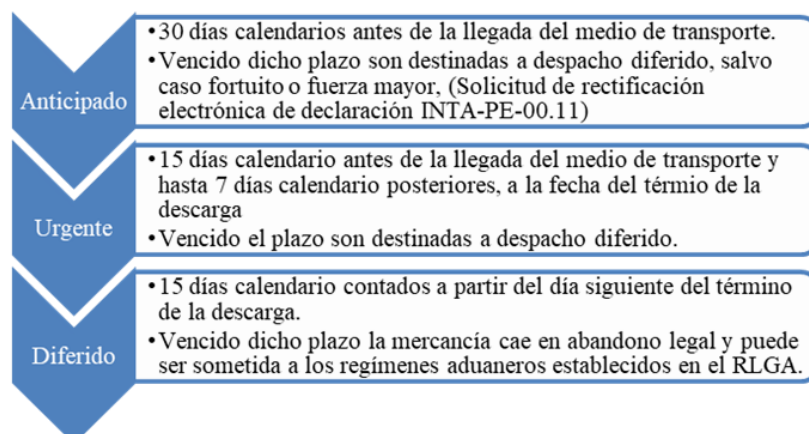 Anticipado
•30 días calendarios antes de la llegada del medio de transporte.
•Vencido dicho plazo son destinadas a despacho diferido, salvo
caso fortuito o fuerza mayor, (Solicitud de rectificación
electrónica de declaración INTA-PE-00.11)
Urgente
•15 días calendario antes de la llegada del medio de transporte y
hasta 7 días calendario posteriores, a la fecha del térmio de la
descarga
•Vencido el plazo son destinadas a despacho diferido.
Diferido
•15 días calendario contados a partir del día siguiente del término
de la descarga.
•Vencido dicho plazo la mercancía cae en abandono legal y puede
ser sometida a los regímenes aduaneros establecidos en el RLGA.